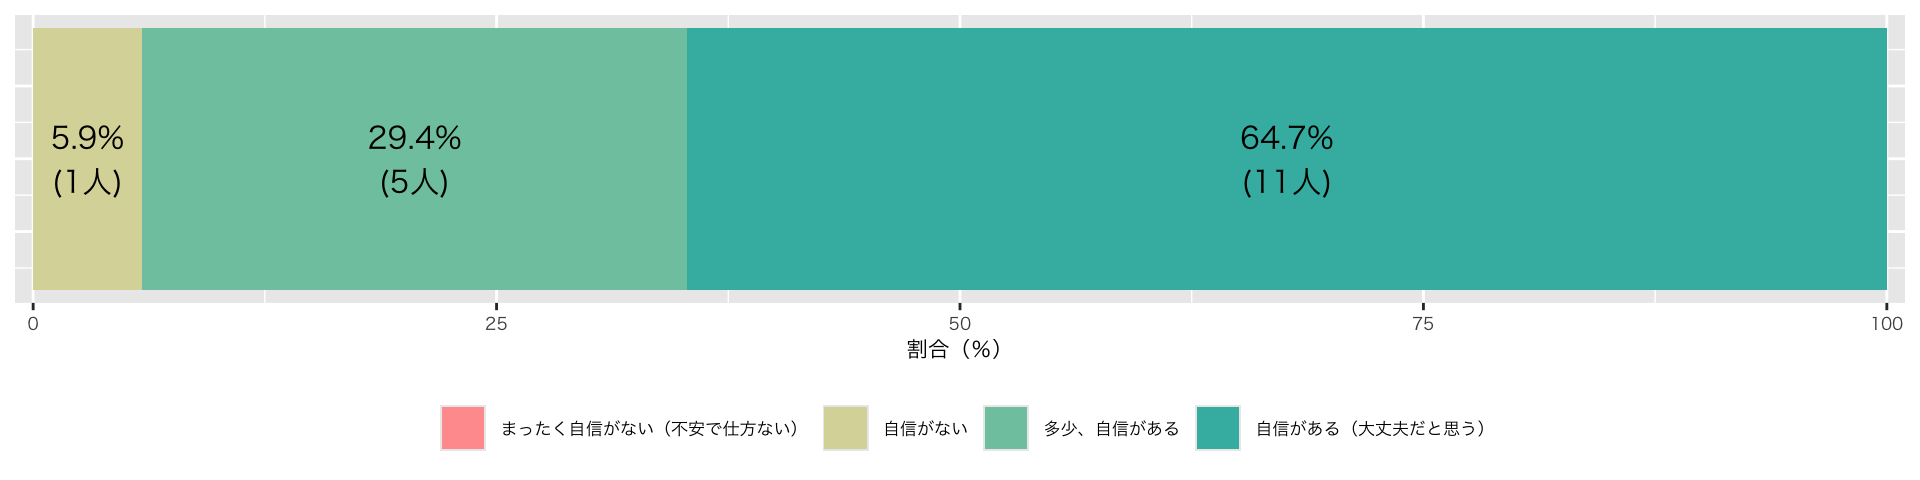 5.9%
(1人)
29.4%
(5人)
64.7%
(11人)
0
25
50
75
100
割合（%）
まったく自信がない（不安で仕方ない）
自信がない
多少、自信がある
自信がある（大丈夫だと思う）